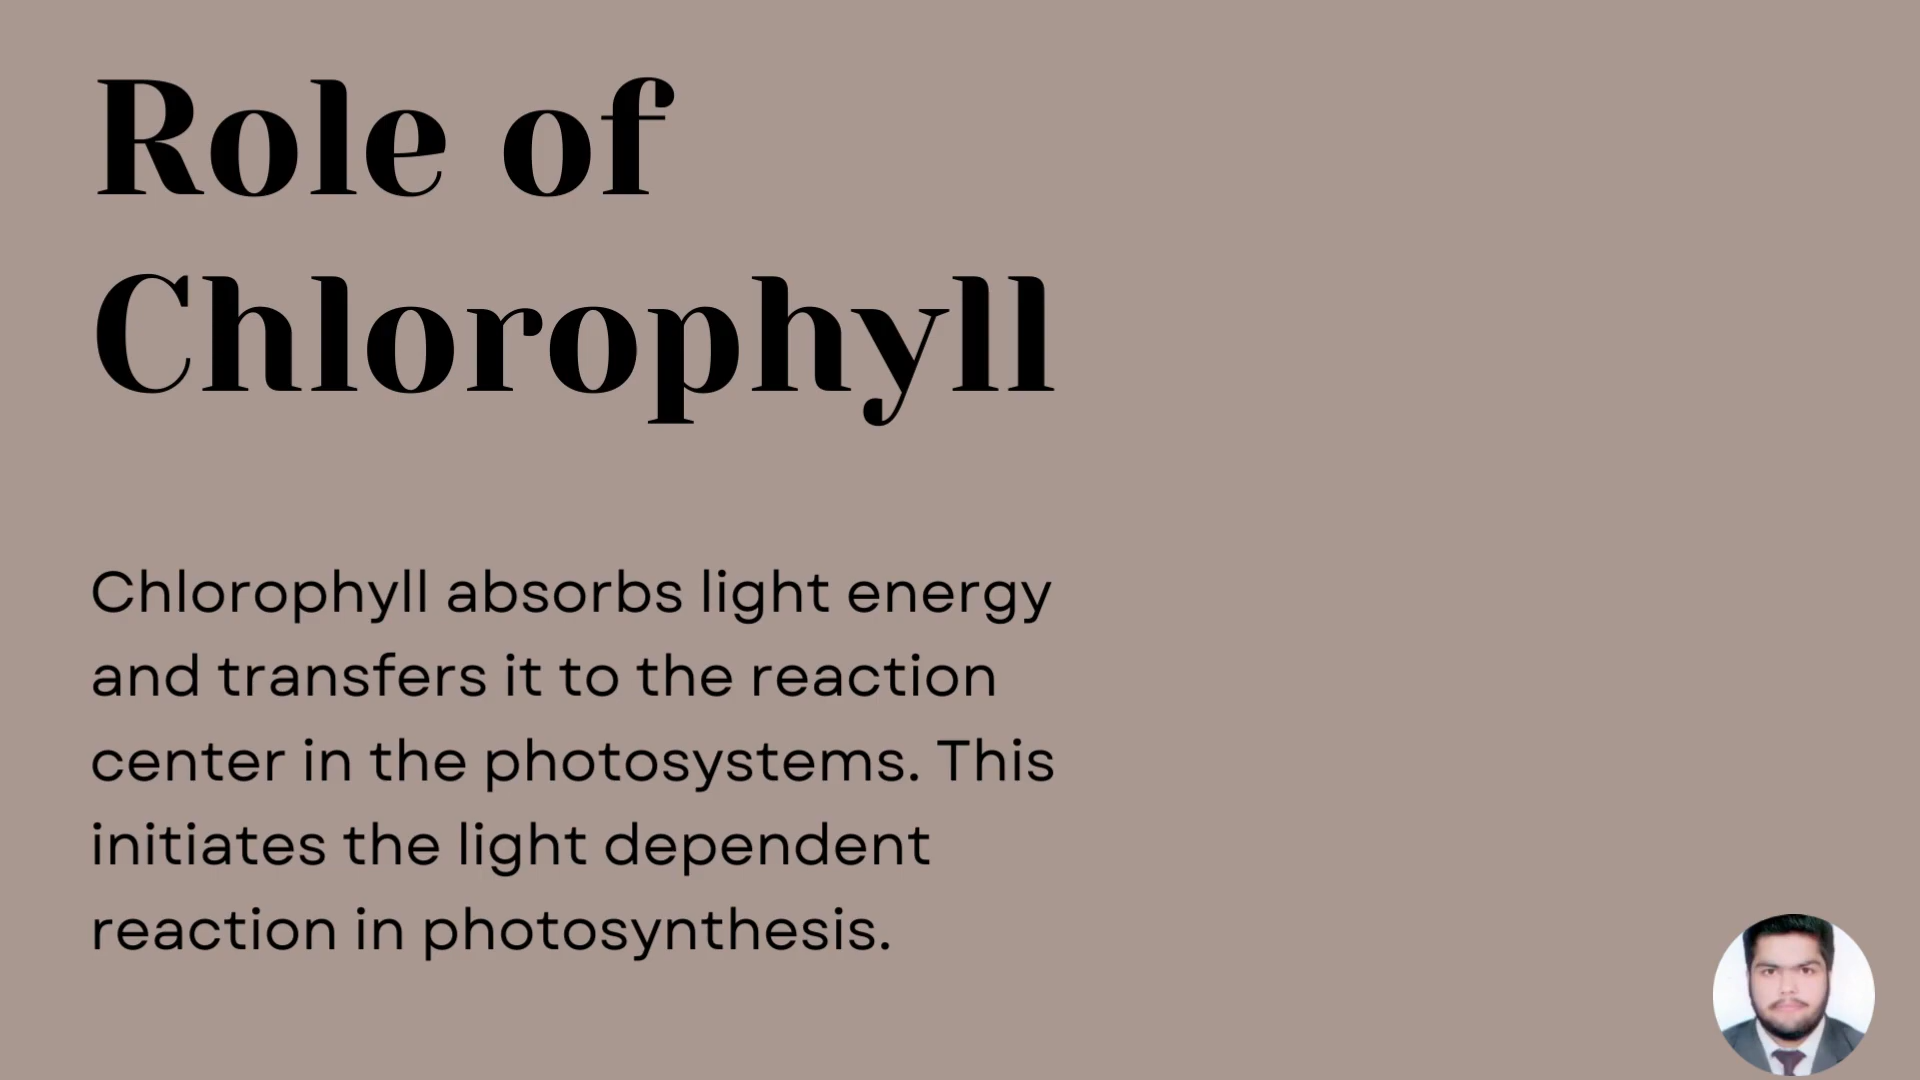 Role of
Chlorophyll
Chlorophyll absorbs light energy
and transfers it to the reaction
center in the photosystems. This
initiates the light dependent
reaction in photosynthesis.